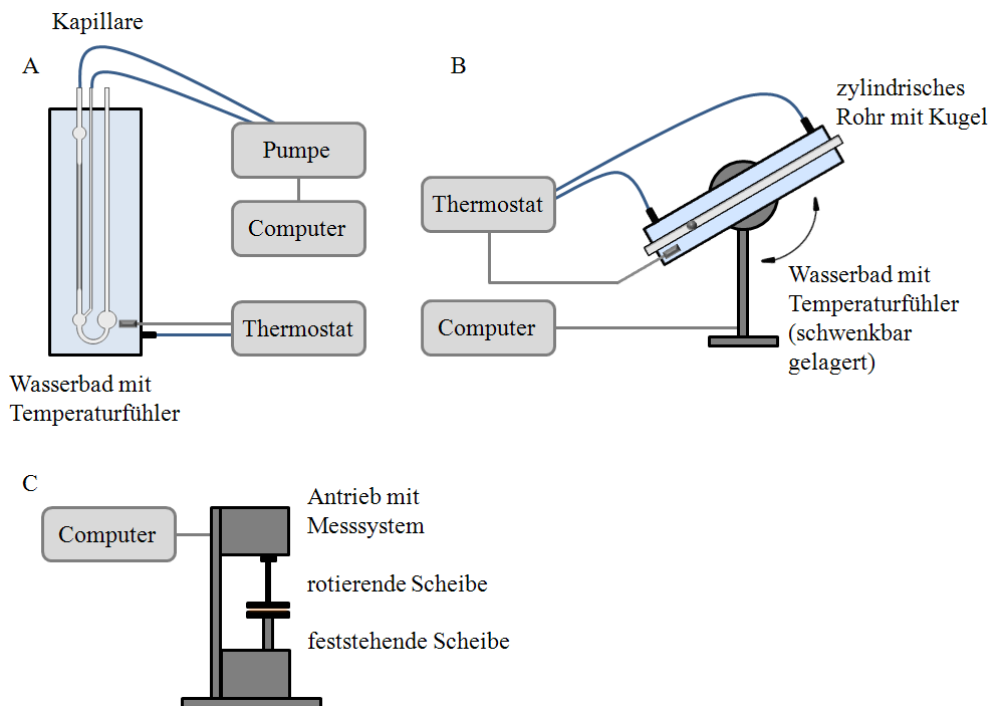 Kapillare
A
Pumpe
Computer
Thermostat
Wasserbad mit
Temperaturfühler
B
zylindrisches
Rohr mit Kugel
Thermostat
Computer
Wasserbad mit
Temperaturfühler
(schwenkbar
gelagert)
C
Computer
Antrieb mit
Messsystem
rotierende Scheibe
feststehende Scheibe